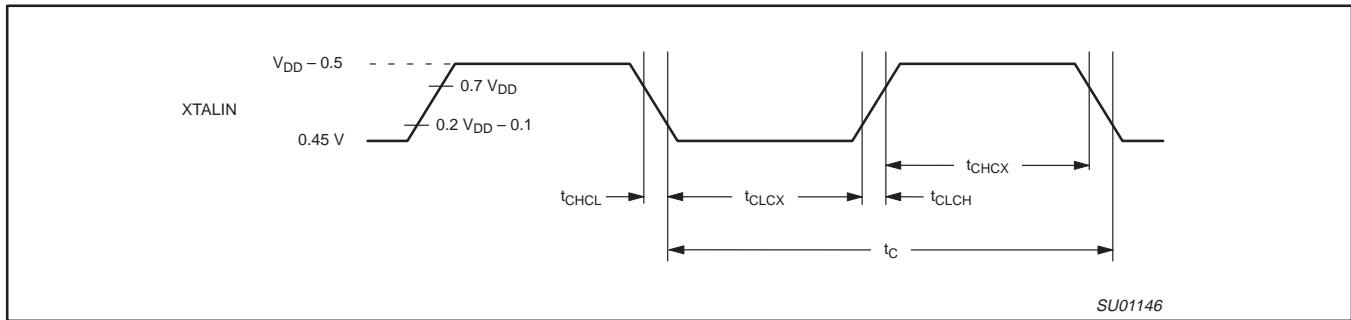 V_DD – 0.5
0.7 V_DD
XTALIN
0.2 V_DD – 0.1
0.45 V
t_CHCX
t_CHCL
t_CLCX
t_CLCH
t_C
SU01146